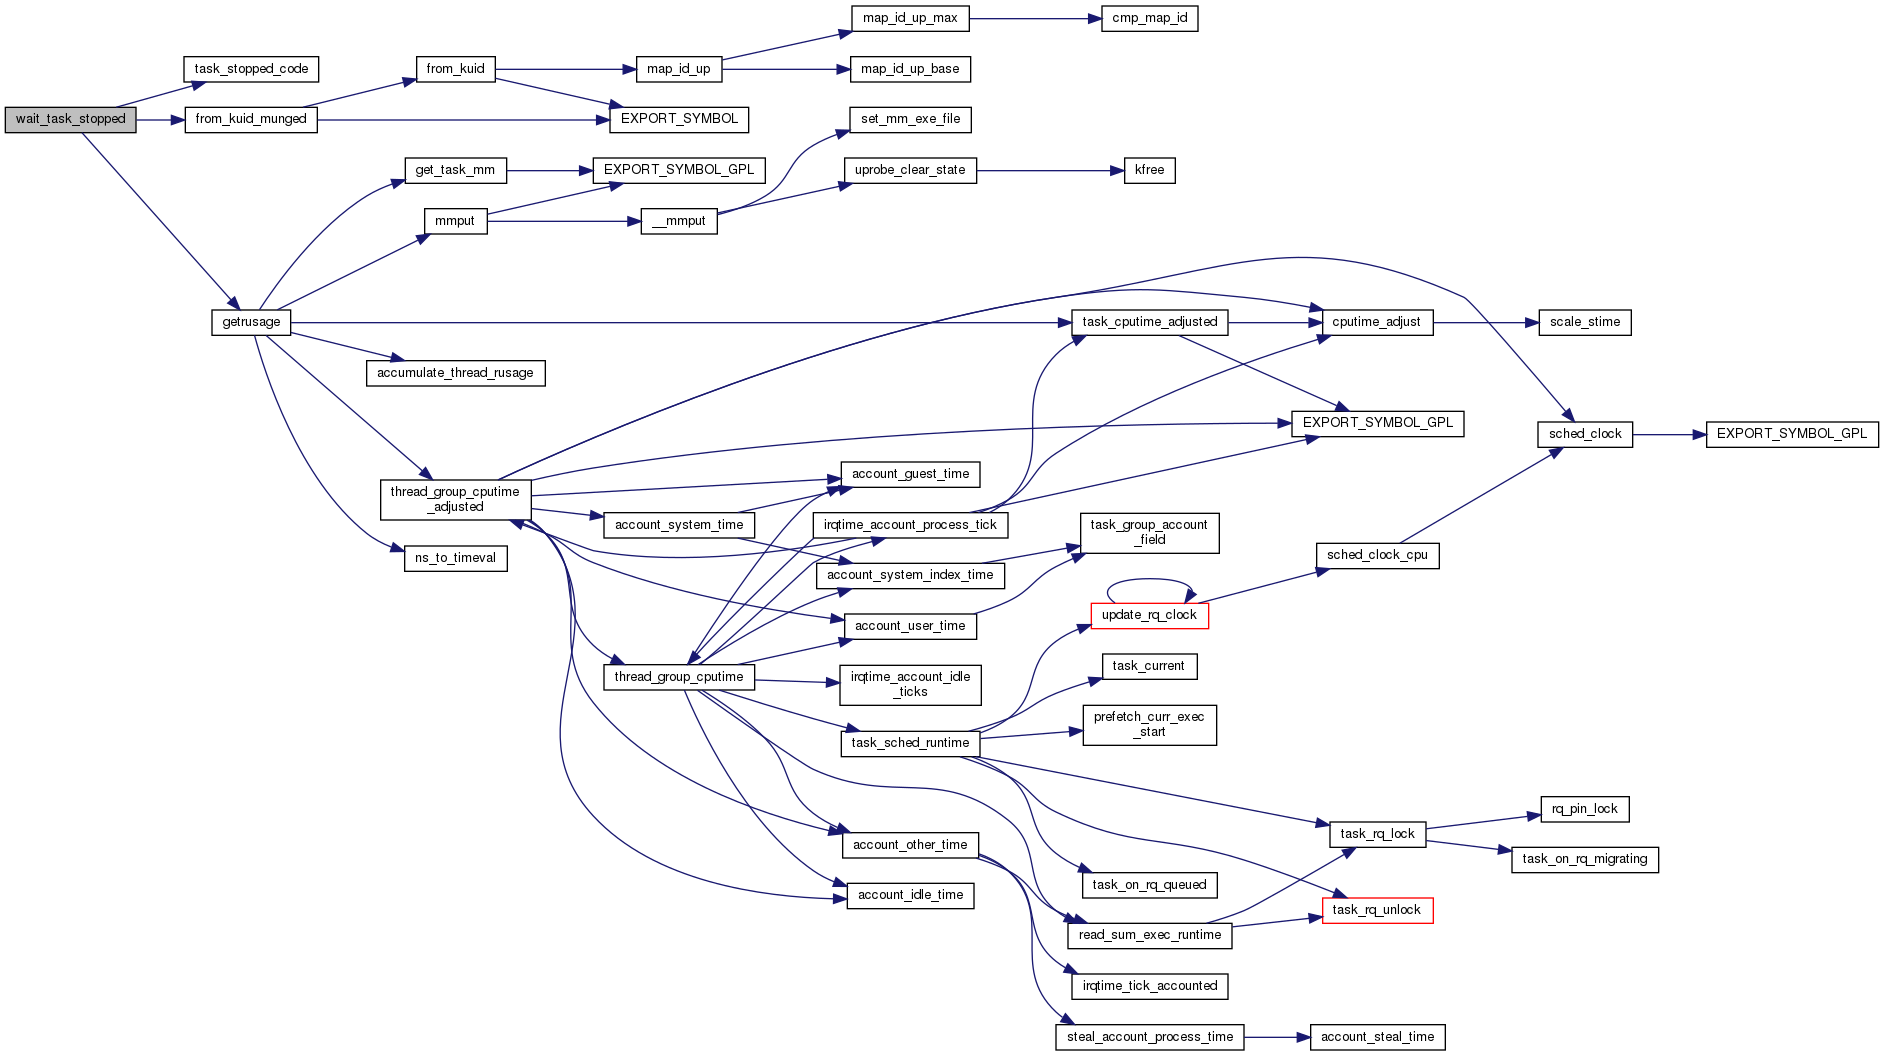 map_id_up_max
cmp_map_id
task_stopped_code
from_kuid
map_id_up
map_id_up_base
wait_task_stopped
from_kuid_munged
EXPORT_SYMBOL
set_mm_exe_file
get_task_mm
EXPORT_SYMBOL_GPL
uprobe_clear_state
kfree
mmput
__mmput
getrusage
task_cputime_adjusted
cputime_adjust
scale_stime
accumulate_thread_rusage
EXPORT_SYMBOL_GPL
sched_clock
EXPORT_SYMBOL_GPL
account_guest_time
thread_group_cputime
_adjusted
account_system_time
irqtime_account_process_tick
task_group_account
_field
ns_to_timeval
sched_clock_cpu
account_system_index_time
update_rq_clock
account_user_time
task_current
thread_group_cputime
irqtime_account_idle
_ticks
prefetch_curr_exec
_start
task_sched_runtime
rq_pin_lock
task_rq_lock
account_other_time
task_on_rq_migrating
task_on_rq_queued
account_idle_time
task_rq_unlock
read_sum_exec_runtime
irqtime_tick_accounted
steal_account_process_time
account_steal_time